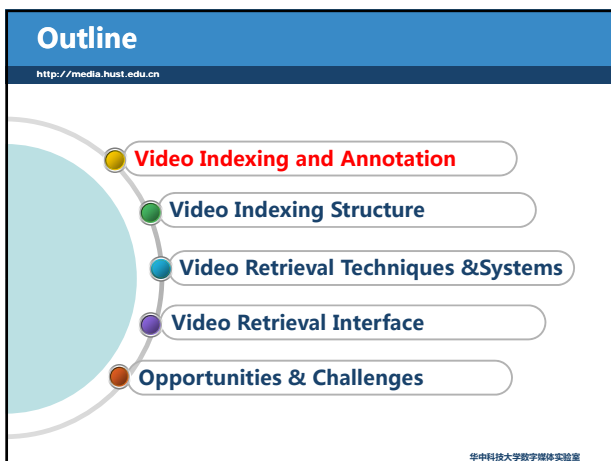 Outline
http://media.hust.edu.cn
Video Indexing and Annotation
Video Indexing Structure
Video Retrieval Techniques &Systems
Video Retrieval Interface
Opportunities & Challenges
华中科技大学数字媒体实验室